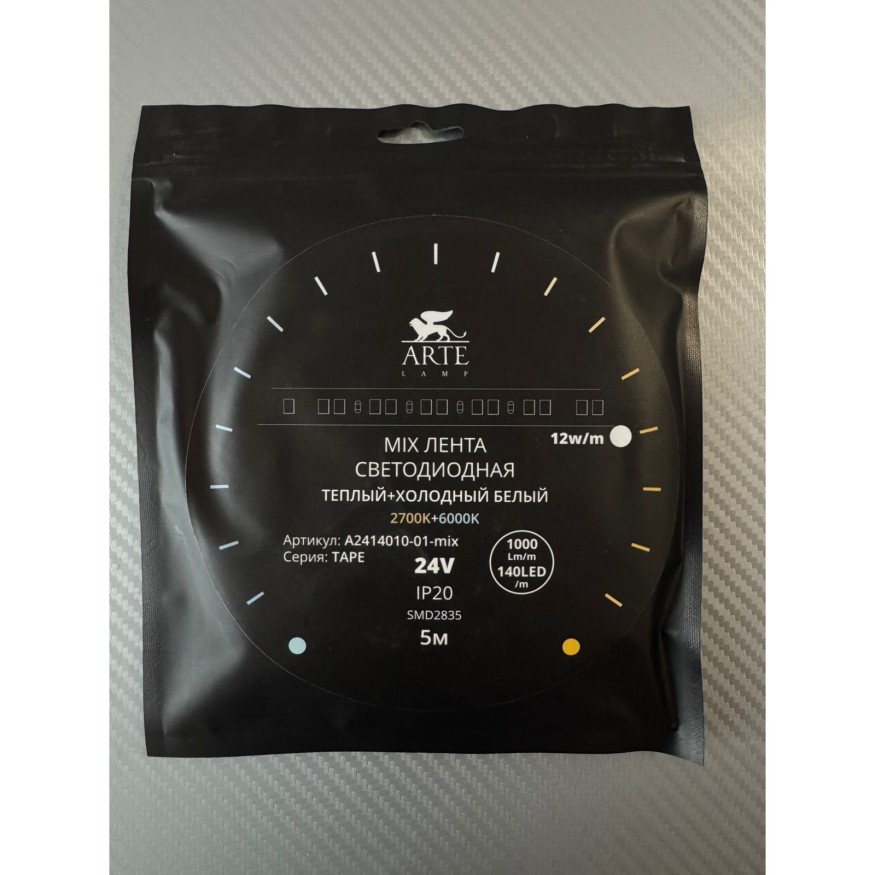 ARTE
LAMP
12w/m
MIX ЛЕНТА
СВЕТОДИОДНАЯ
ТЕПЛЫЙ+ХОЛОДНЫЙ БЕЛЫЙ
2700K+6000K
Артикул: A2414010-01-mix
Серия: TAPE
24V
IP20
SMD2835
5м
1000
Lm/m
140LED
/m